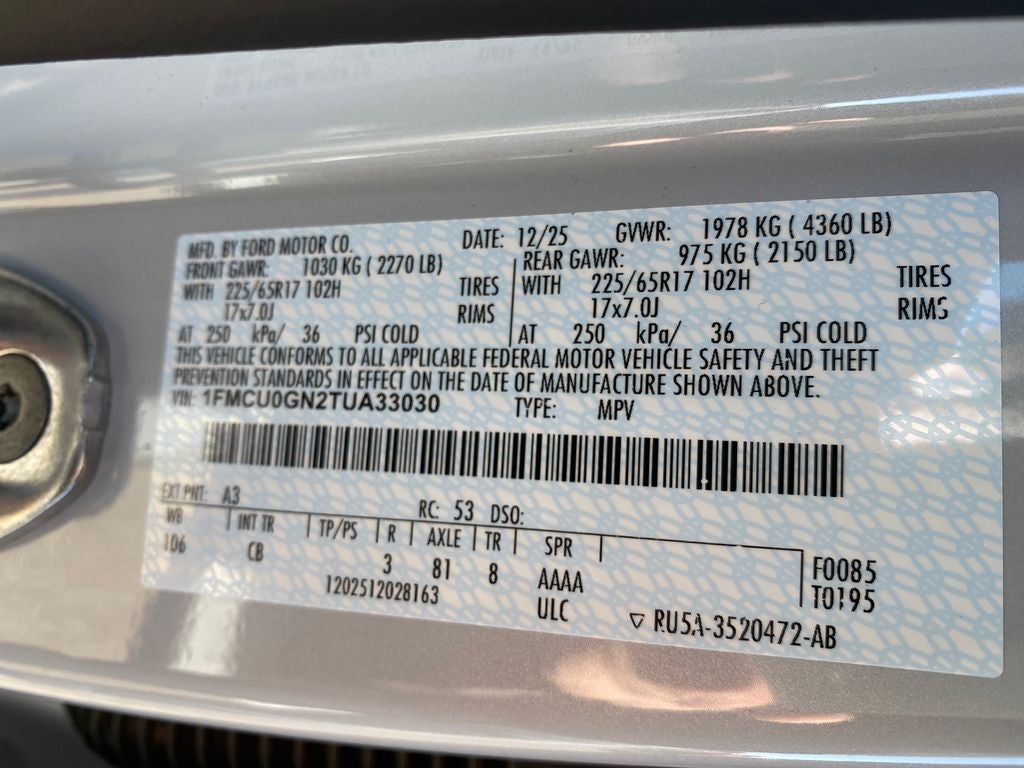 MFD. BY FORD MOTOR CO. DATE: 12/25 GVWR: 1978 KG ( 4360 LB)
FRONT GAWR: 1030 KG ( 2270 LB) REAR GAWR: 975 KG ( 2150 LB)
WITH 225/65R17 102H TIRES WITH 225/65R17 102H TIRES
17x7.0J RIMS 17x7.0J RIMS
AT 250 kPa/ 36 PSI COLD AT 250 kPa/ 36 PSI COLD
THIS VEHICLE CONFORMS TO ALL APPLICABLE FEDERAL MOTOR VEHICLE SAFETY AND THEFT
PREVENTION STANDARDS IN EFFECT ON THE DATE OF MANUFACTURE SHOWN ABOVE.
VIN: 1FMCU0GN2TUA33030 TYPE: MPV
EXT PNT: A3 RC: 53 DSO:
WB INT TR TP/PS R AXLE TR SPR
106 CB 3 81 8 AAAA F0085
1202512028163 ULC T0195
▽ RU5A-3520472-AB